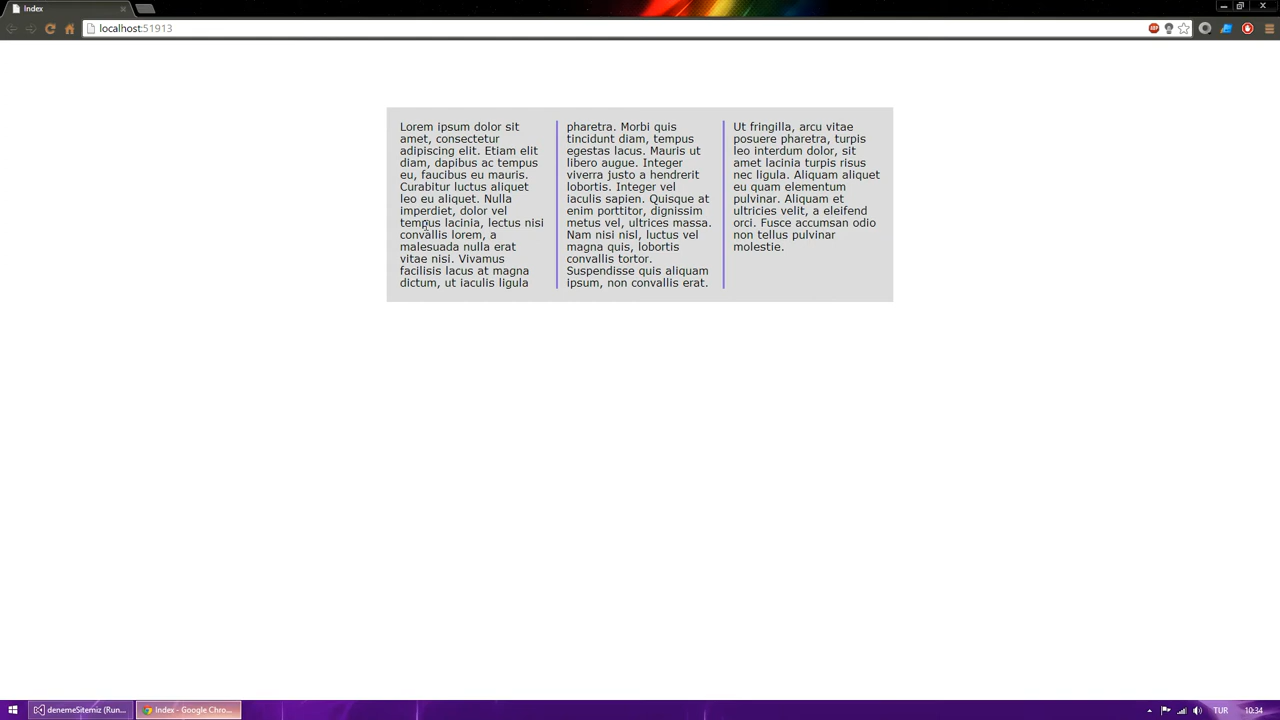 Index
localhost:51913
Lorem ipsum dolor sit
amet, consectetur
adipiscing elit. Etiam elit
diam, dapibus ac tempus
eu, faucibus eu mauris.
Curabitur luctus aliquet
leo eu aliquet. Nulla
imperdiet, dolor vel
tempus lacinia, lectus nisi
convallis lorem, a
malesuada nulla erat
vitae nisi. Vivamus
facilisis lacus at magna
dictum, ut iaculis ligula
pharetra. Morbi quis
tincidunt diam, tempus
egestas lacus. Mauris ut
libero augue. Integer
viverra justo a hendrerit
lobortis. Integer vel
iaculis sapien. Quisque at
enim porttitor, dignissim
metus vel, ultrices massa.
Nam nisi nisl, luctus vel
magna quis, lobortis
convallis tortor.
Suspendisse quis aliquam
ipsum, non convallis erat.
Ut fringilla, arcu vitae
posuere pharetra, turpis
leo interdum dolor, sit
amet lacinia turpis risus
nec ligula. Aliquam aliquet
eu quam elementum
pulvinar. Aliquam et
ultricies velit, a eleifend
orci. Fusce accumsan odio
non tellus pulvinar
molestie.
denemeSitemiz (Run...
Index - Google Chro...
TUR
10:34